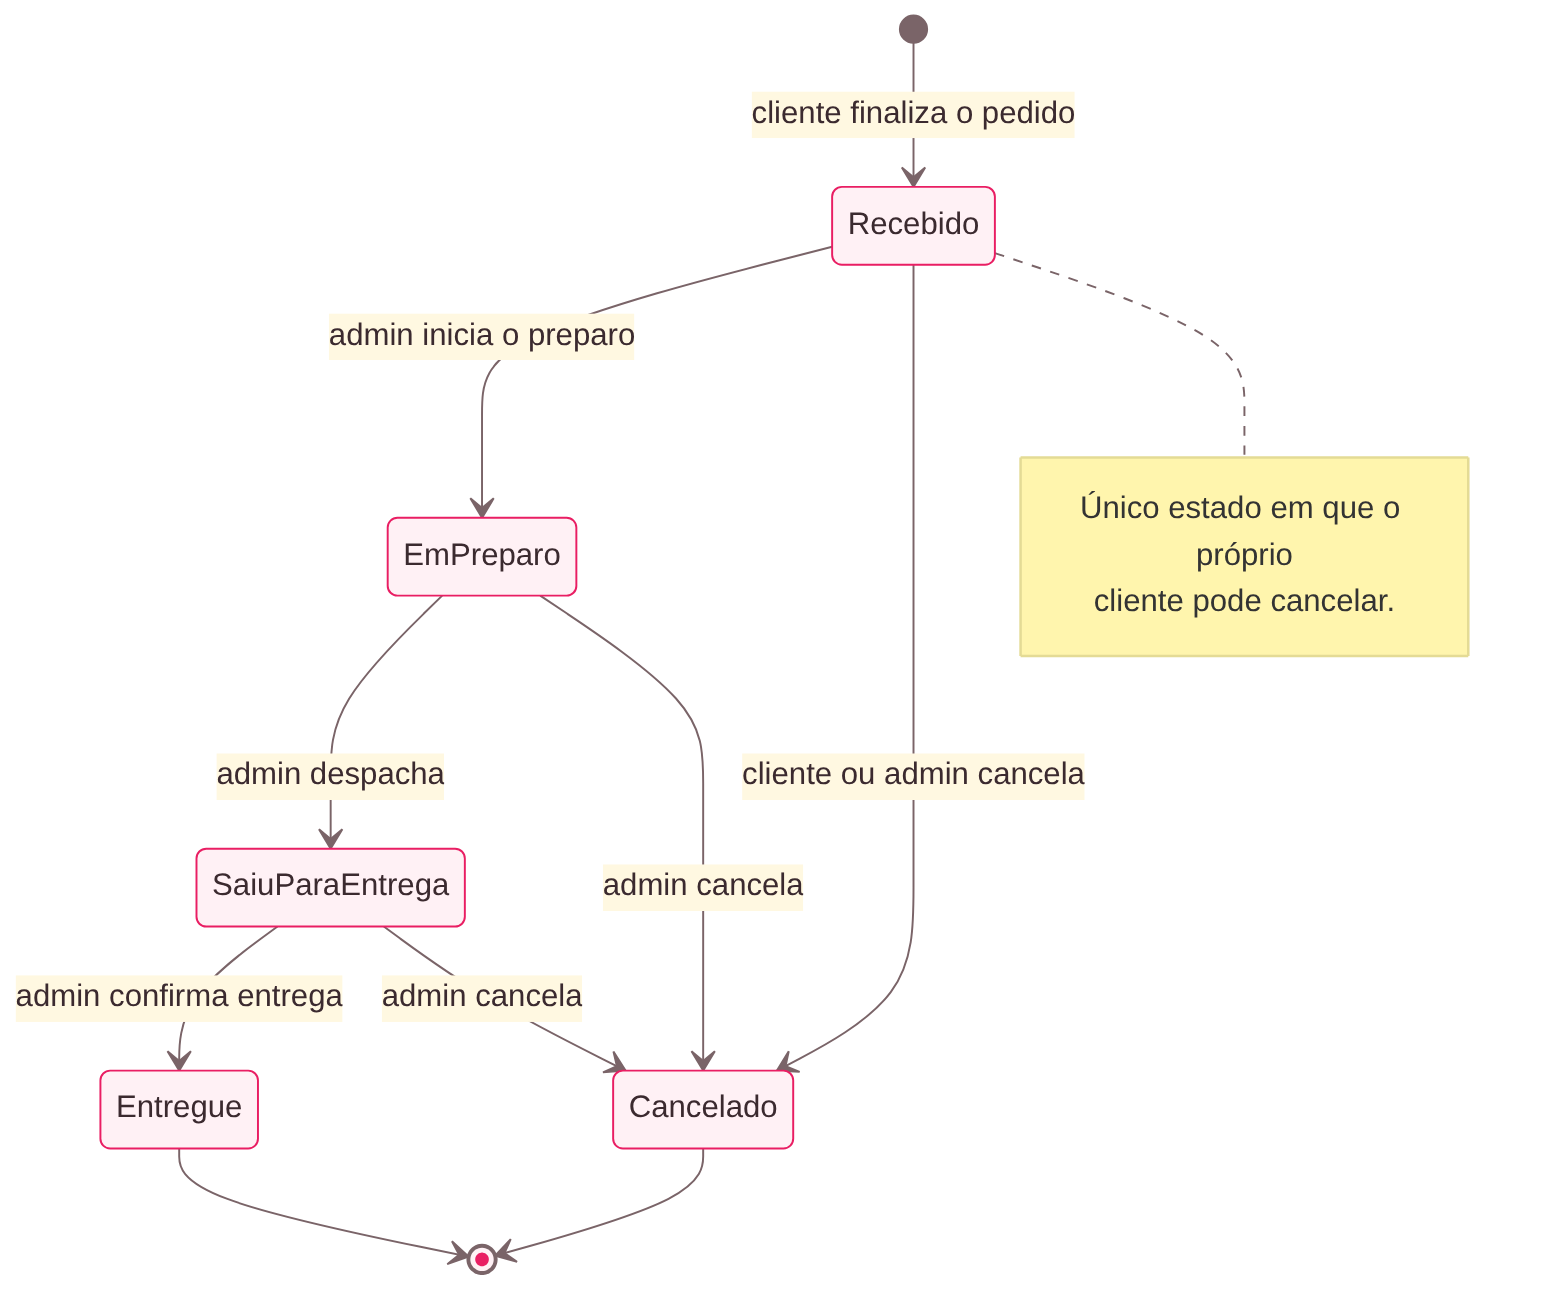 cliente finaliza o pedido
Recebido
admin inicia o preparo
Único estado em que o
próprio
cliente pode cancelar.
EmPreparo
admin despacha
cliente ou admin cancela
SaiuParaEntrega
admin cancela
admin confirma entrega
admin cancela
Entregue
Cancelado